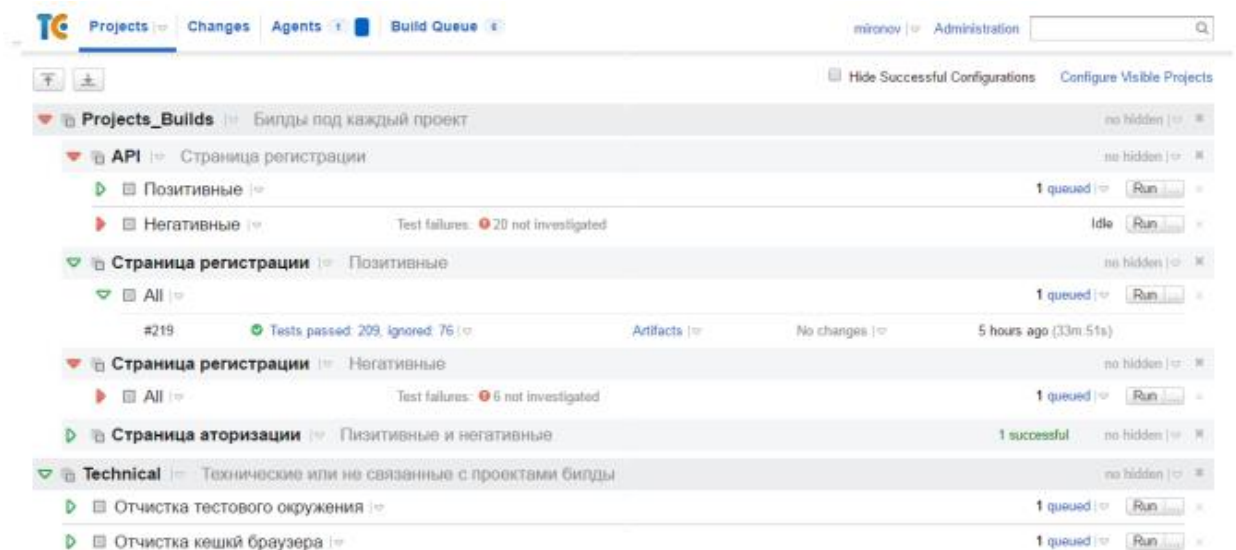 TC Projects Changes Agents 1 Build Queue 6 mironov Administration
Hide Successful Configurations Configure Visible Projects
Projects_Builds Билды под каждый проект no hidden
API Страница регистрации no hidden
Позитивные 1 queued Run ...
Негативные Test failures: 20 not investigated Idle Run ...
Страница регистрации Позитивные no hidden
All 1 queued Run ...
#219 Tests passed: 209, ignored: 76 Artifacts No changes 5 hours ago (33m:51s)
Страница регистрации Негативные no hidden
All Test failures: 6 not investigated 1 queued Run ...
Страница аторизации Пизитивные и негативные 1 successful no hidden
Technical Технические или не связанные с проектами билды no hidden
Отчистка тестового окружения 1 queued Run ...
Отчистка кешкй браузера 1 queued Run ...